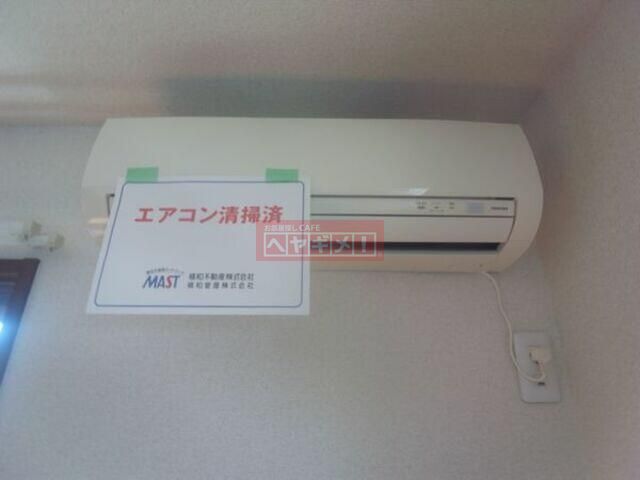 エアコン清掃済
お部屋探しCAFE
ヘヤギメ!
MAST
積和不動産株式会社
積和管理株式会社
TOSHIBA